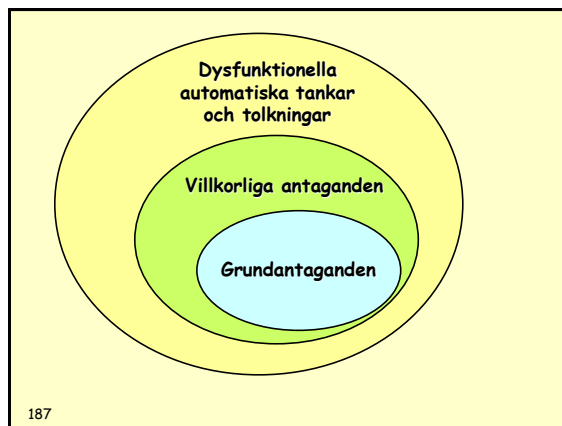 Dysfunktionella
automatiska tankar
och tolkningar
Villkorliga antaganden
Grundantaganden
187